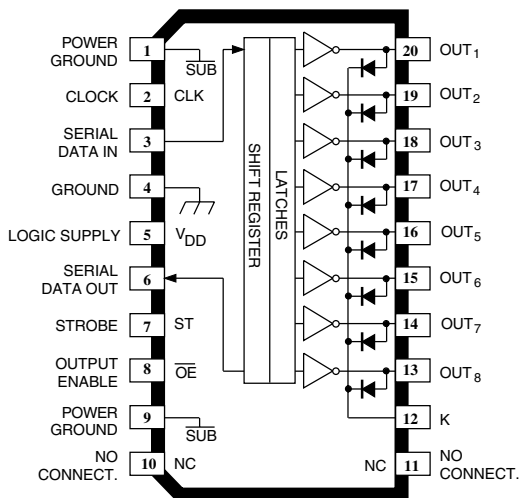 POWER
GROUND
1
SUB
20
OUT1
CLOCK
2
CLK
19
OUT2
SERIAL
DATA IN
3
18
OUT3
GROUND
4
17
OUT4
LOGIC SUPPLY
5
VDD
16
OUT5
SERIAL
DATA OUT
6
15
OUT6
STROBE
7
ST
14
OUT7
OUTPUT
ENABLE
8
OE
13
OUT8
POWER
GROUND
9
SUB
12
K
NO
CONNECT.
10
NC
NC
11
NO
CONNECT.
SHIFT REGISTER
LATCHES